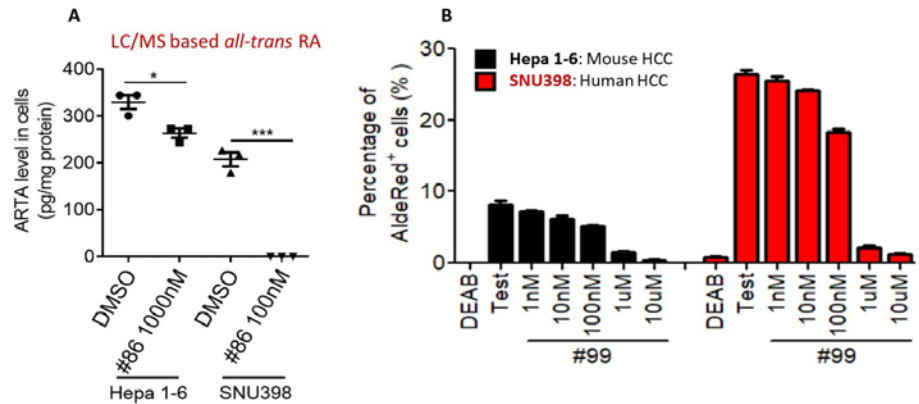 A
LC/MS based all-trans RA
ARTA level in cells
(pg/mg protein)
400
300
200
100
0
*
***
DMSO
#86 1000nM
DMSO
#86 100nM
Hepa 1-6
SNU398
B
Percentage of
AldeRed+ cells (%)
30
20
10
0
Hepa 1-6: Mouse HCC
SNU398: Human HCC
DEAB
Test
1nM
10nM
100nM
1uM
10uM
DEAB
Test
1nM
10nM
100nM
1uM
10uM
#99
#99